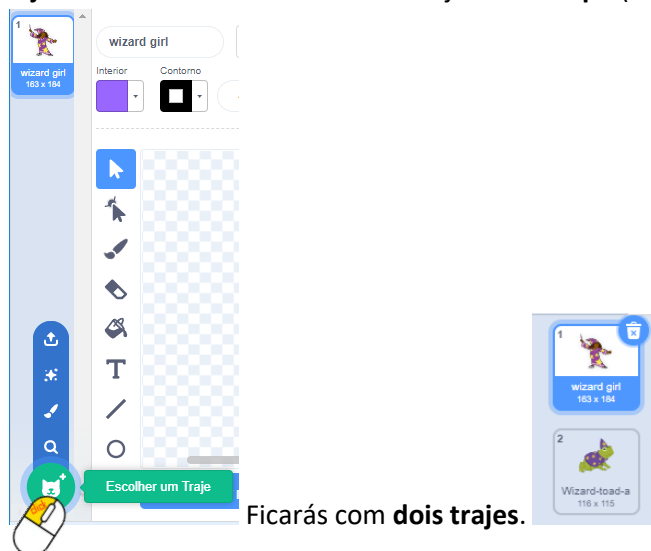 1
wizard girl
163 x 184
wizard girl
Interior
Contorno
T
Escolher um Traje
click
Ficarás com dois trajes.
1
wizard girl
163 x 184
2
Wizard-toad-a
116 x 115